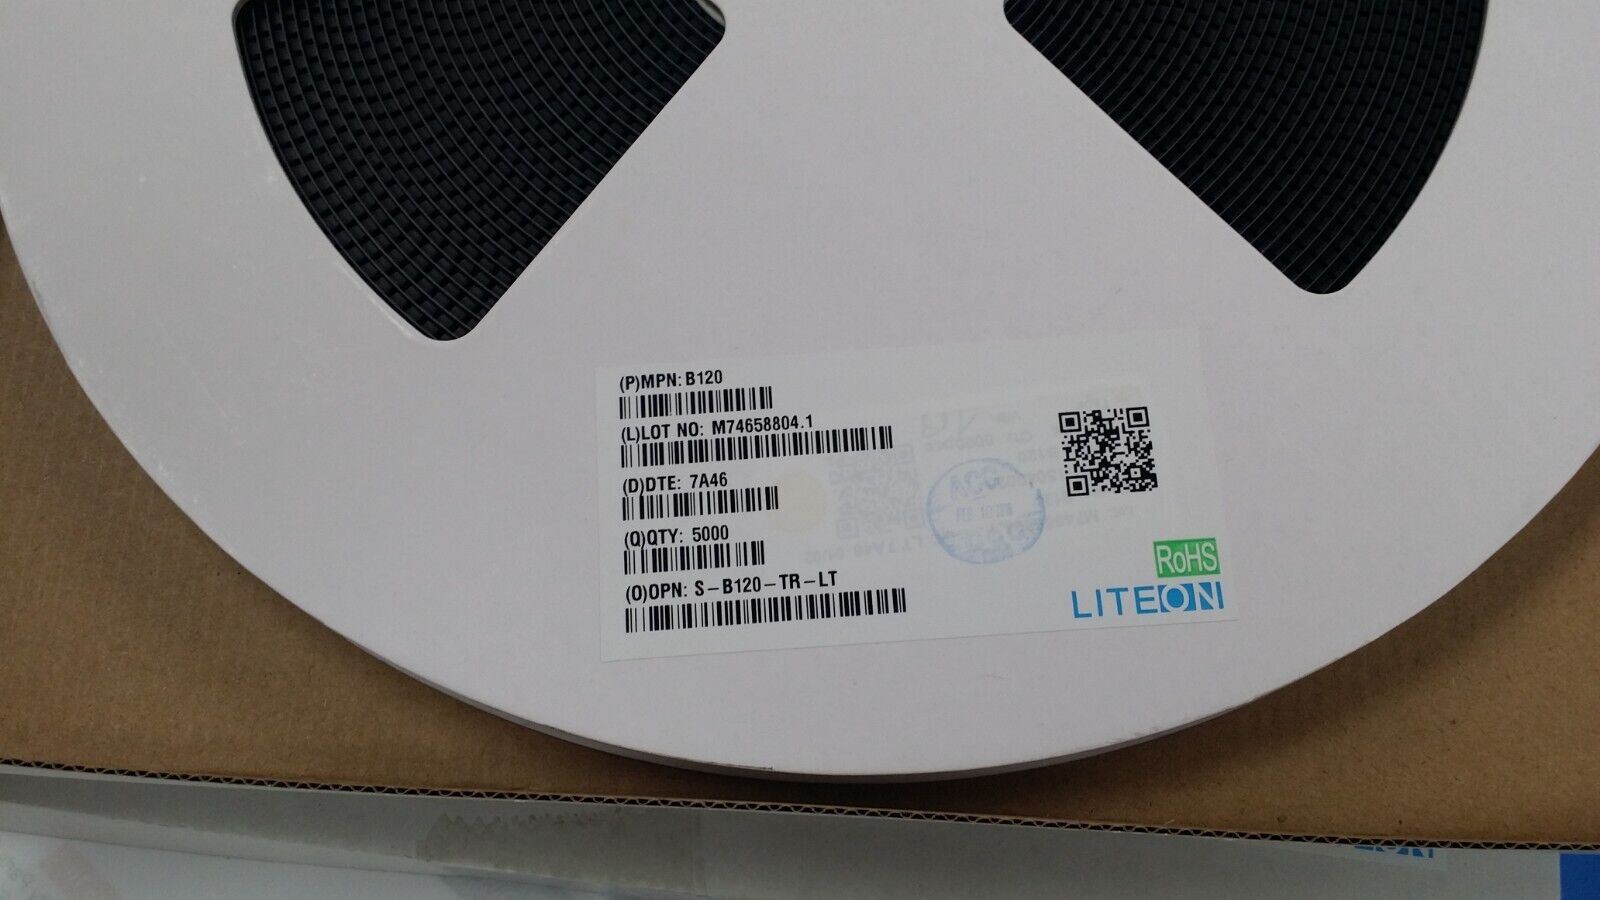 (P)MPN: B120
(L)LOT NO: M74658804.1
(D)DTE: 7A46
(Q)QTY: 5000
(O)OPN: S-B120-TR-LT
RoHS
LITEON